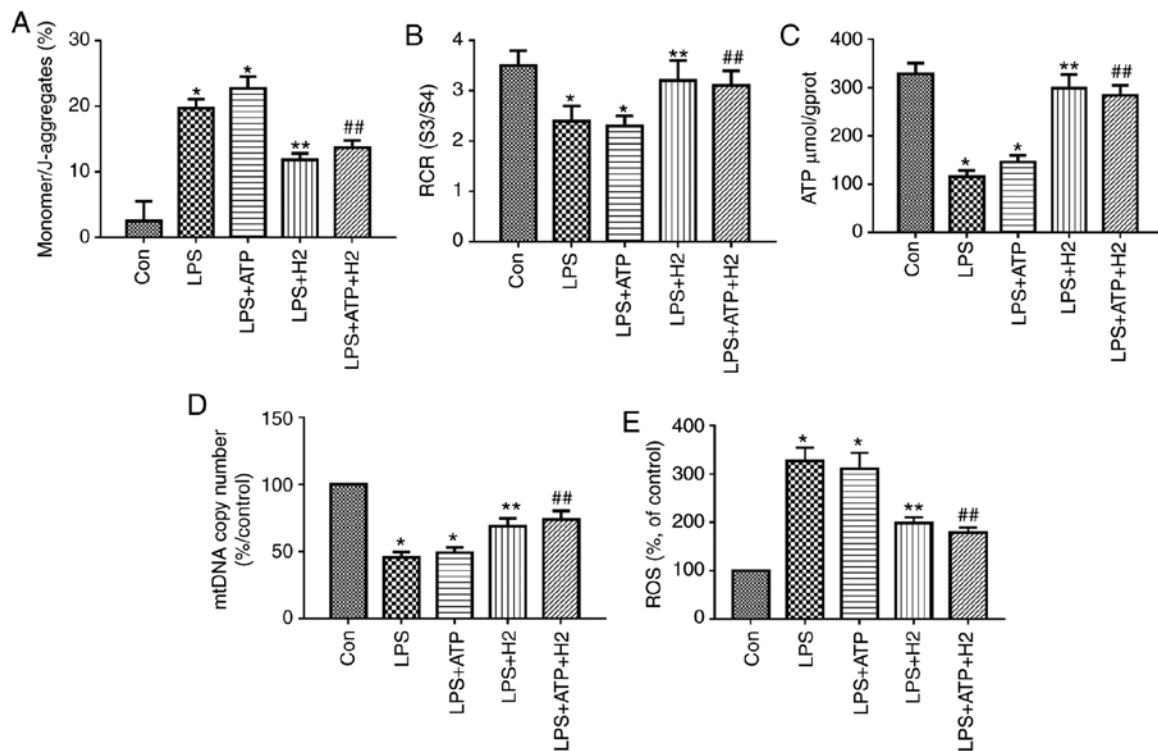 A
Monomer/J-aggregates (%)
30
20
10
0
*
*
**
##
Con
LPS
LPS+ATP
LPS+H2
LPS+ATP+H2
B
RCR (S3/S4)
4
3
2
1
0
*
*
**
##
Con
LPS
LPS+ATP
LPS+H2
LPS+ATP+H2
C
ATP μmol/gprot
400
300
200
100
0
*
*
**
##
Con
LPS
LPS+ATP
LPS+H2
LPS+ATP+H2
D
mtDNA copy number
(%/control)
150
100
50
0
*
*
**
##
Con
LPS
LPS+ATP
LPS+H2
LPS+ATP+H2
E
ROS (%, of control)
400
300
200
100
0
*
*
**
##
Con
LPS
LPS+ATP
LPS+H2
LPS+ATP+H2